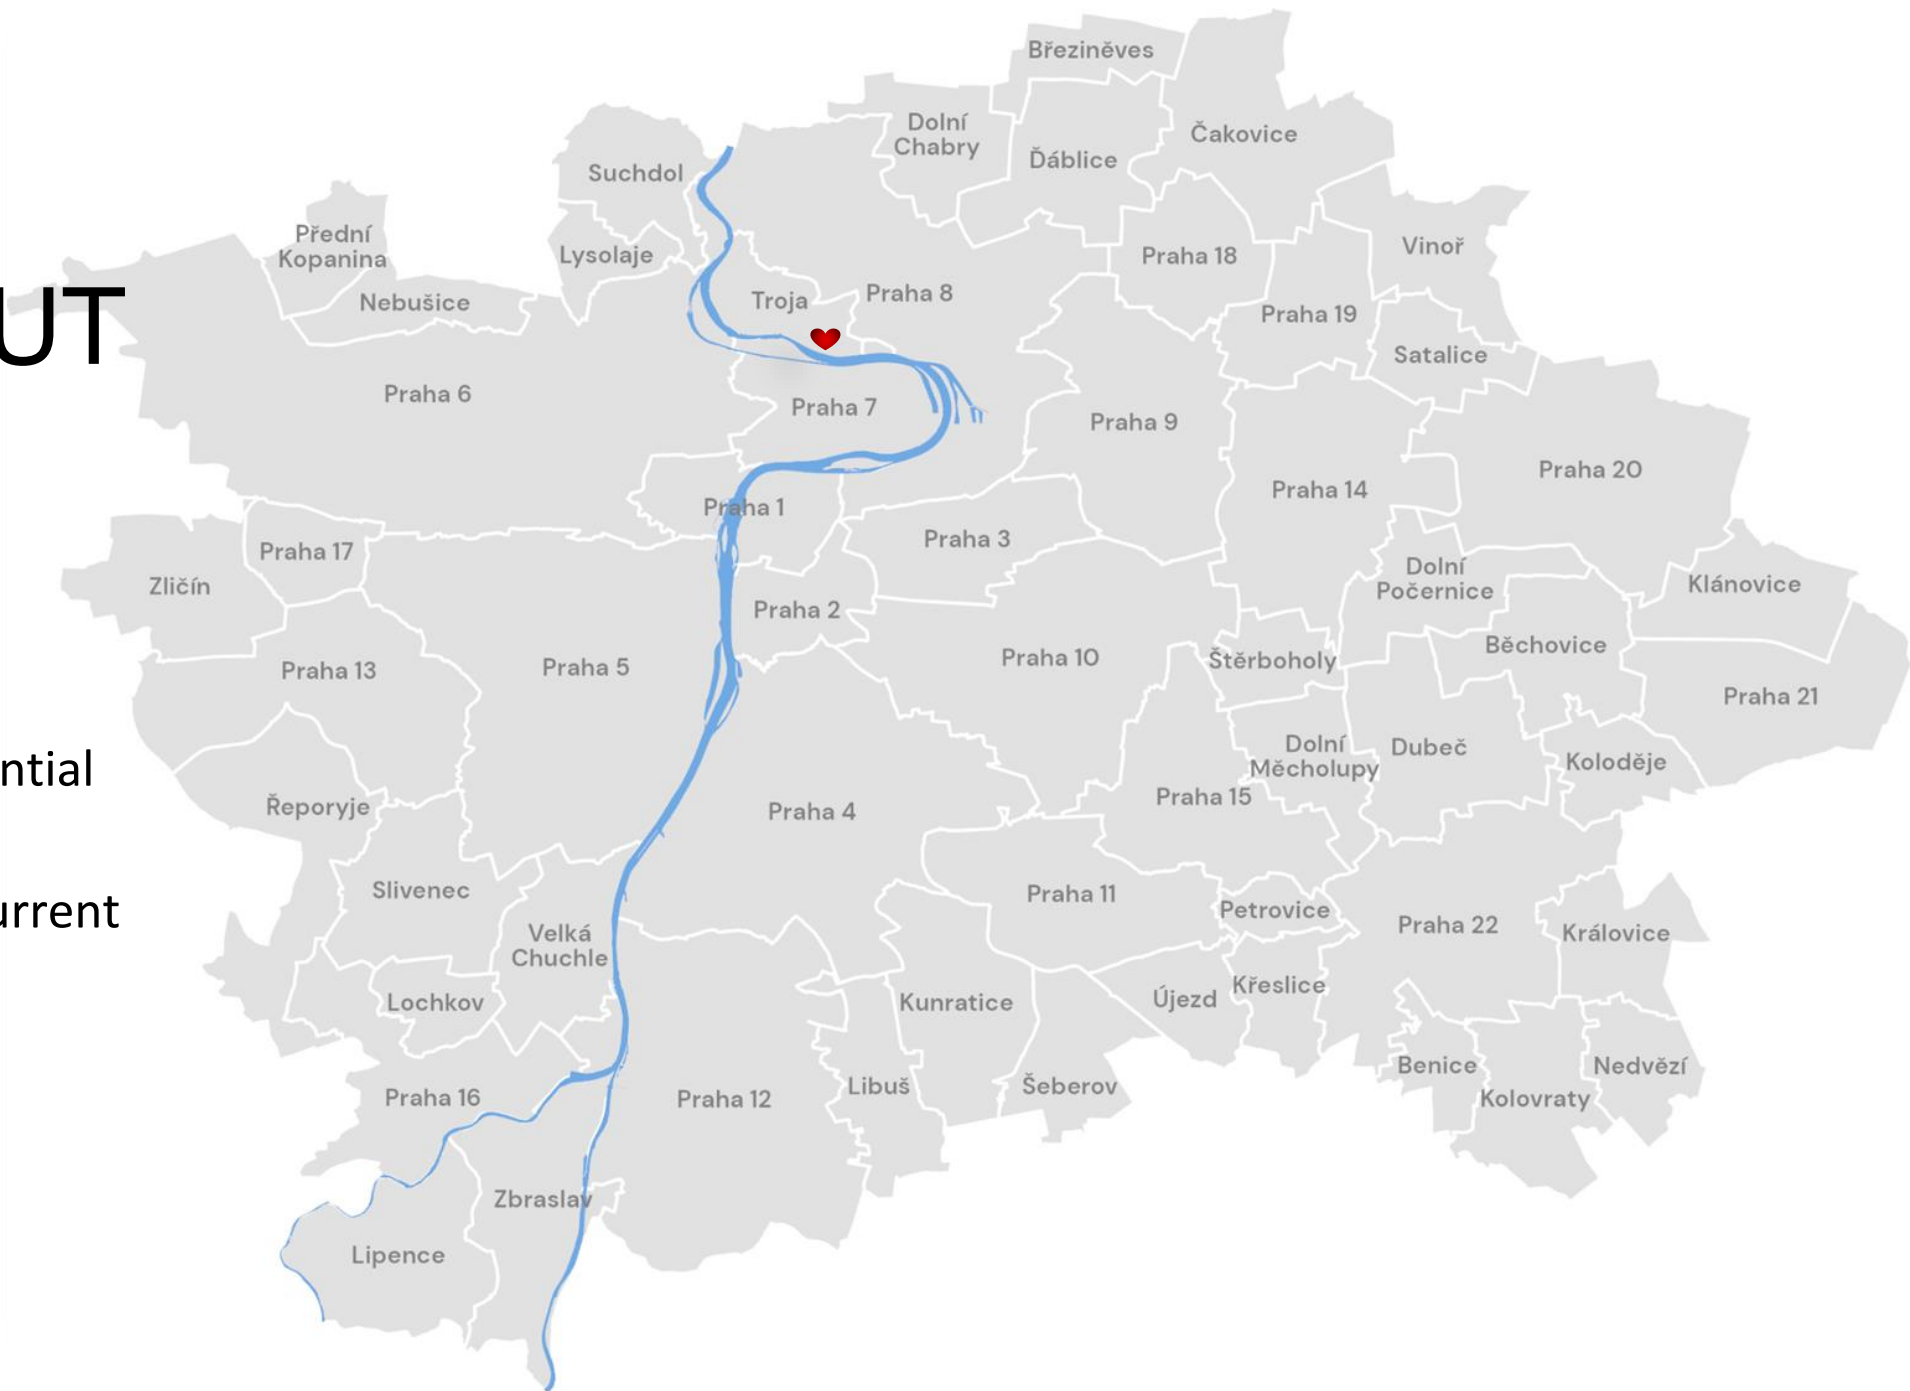 Březiněves
Dolní
Chabry
Ďáblice
Čakovice
Suchdol
Přední
Kopanina
Lysolaje
Nebušice
Troja
Praha 8
Praha 18
Vinoř
Praha 19
Satalice
UT
Praha 6
Praha 7
Praha 9
Praha 20
Praha 14
Praha 1
Praha 3
Praha 17
Zličín
Dolní
Počernice
Klánovice
Praha 2
Běchovice
Praha 13
Praha 5
Praha 10
Štěrboholy
Praha 21
Dolní
Měcholupy
Dubeč
Koloděje
ntial
Praha 15
Řeporyje
Praha 4
Slivenec
Praha 11
urrent
Petrovice
Praha 22
Královice
Velká
Chuchle
Lochkov
Kunratice
Újezd
Křeslice
Benice
Nedvězí
Praha 16
Praha 12
Libuš
Šeberov
Kolovraty
Zbraslav
Lipence